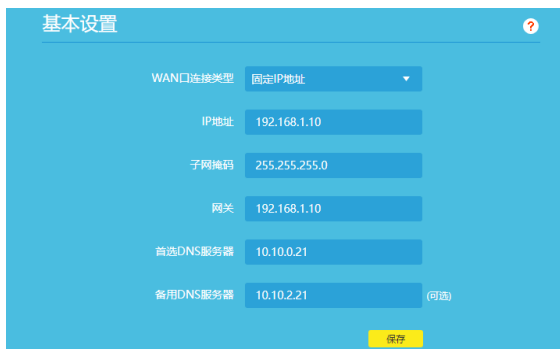 基本设置
?
WAN口连接类型 固定IP地址
IP地址 192.168.1.10
子网掩码 255.255.255.0
网关 192.168.1.10
首选DNS服务器 10.10.0.21
备用DNS服务器 10.10.2.21 (可选)
保存